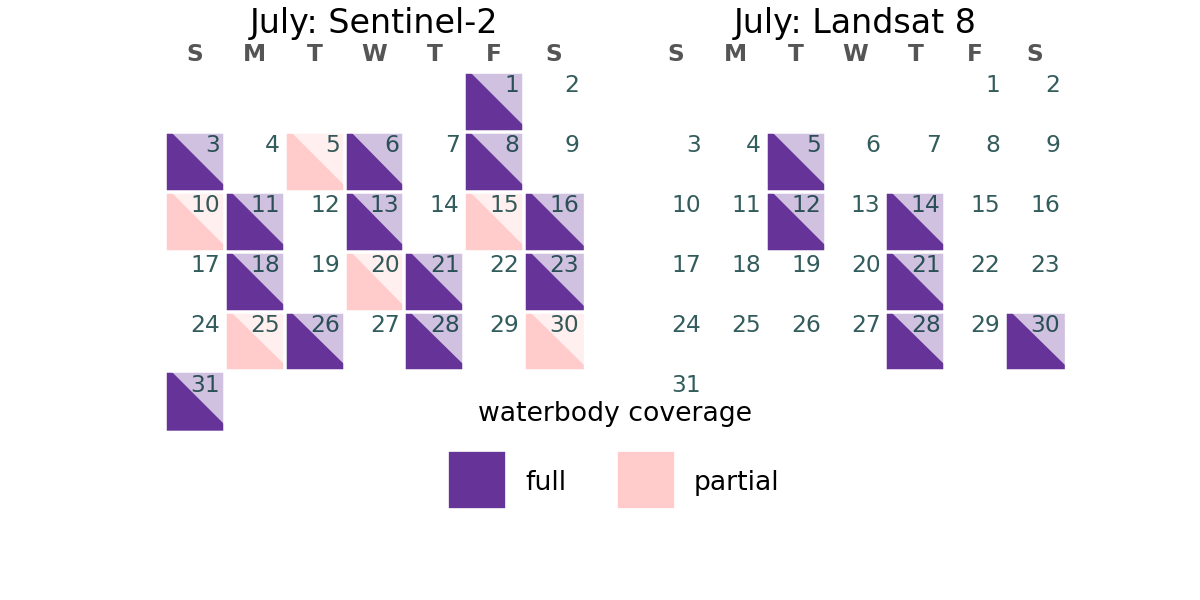 July: Sentinel-2
S M T W T F S
1 2
3 4 5 6 7 8 9
10 11 12 13 14 15 16
17 18 19 20 21 22 23
24 25 26 27 28 29 30
31
July: Landsat 8
S M T W T F S
1 2
3 4 5 6 7 8 9
10 11 12 13 14 15 16
17 18 19 20 21 22 23
24 25 26 27 28 29 30
31
waterbody coverage
full partial